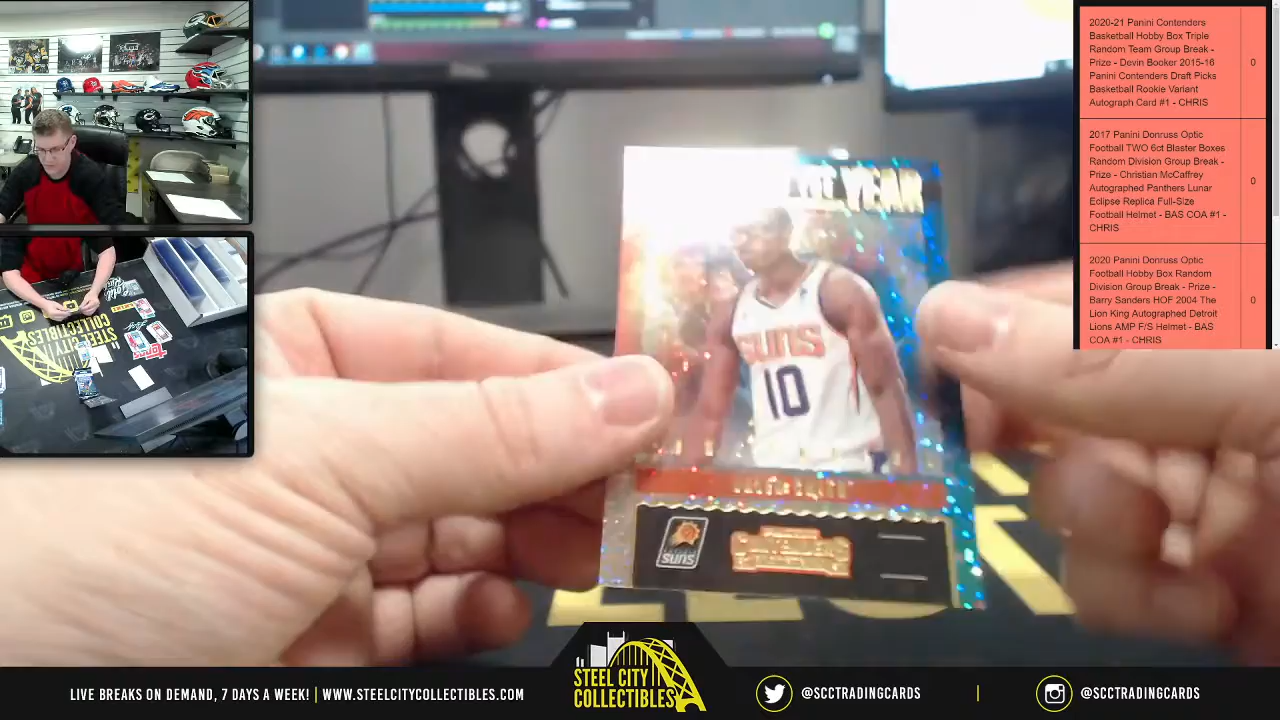 2020-21 Panini Contenders
Basketball Hobby Box Triple
Random Team Group Break -
Prize - Devin Booker 2015-16
Panini Contenders Draft Picks
Basketball Rookie Variant
Autograph Card #1 - CHRIS
0
2017 Panini Donruss Optic
Football TWO 6ct Blaster Boxes
Random Division Group Break -
Prize - Christian McCaffrey
Autographed Panthers Lunar
Eclipse Replica Full-Size
Football Helmet - BAS COA #1 -
CHRIS
0
2020 Panini Donruss Optic
Football Hobby Box Random
Division Group Break - Prize -
Barry Sanders HOF 2004 The
Lion King Autographed Detroit
Lions AMP F/S Helmet - BAS
COA #1 - CHRIS
0
YEAR
SUNS
10
SUNS
CONTENDERS
STEEL CITY
COLLECTIBLES
LIVE BREAKS ON DEMAND, 7 DAYS A WEEK! | WWW.STEELCITYCOLLECTIBLES.COM
STEEL CITY
COLLECTIBLES
@SCCTRADINGCARDS | @SCCTRADINGCARDS